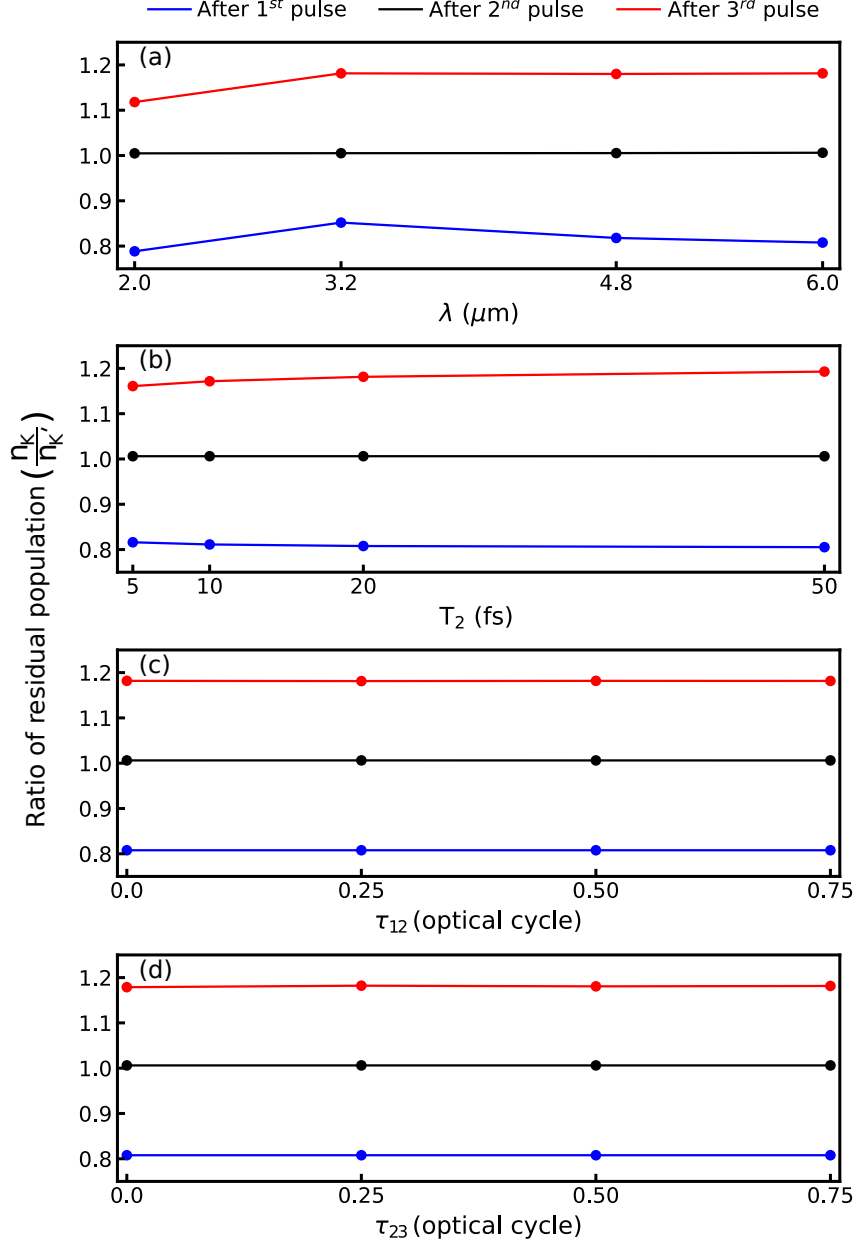 After 1st pulse After 2nd pulse After 3rd pulse
(a)
1.2
1.1
1.0
0.9
0.8
2.0 3.2 4.8 6.0
λ (μm)
(b)
1.2
1.1
1.0
0.9
0.8
5 10 20 50
T2 (fs)
Ratio of residual population (nK/nK′)
(c)
1.2
1.1
1.0
0.9
0.8
0.0 0.25 0.50 0.75
τ12 (optical cycle)
(d)
1.2
1.1
1.0
0.9
0.8
0.0 0.25 0.50 0.75
τ23 (optical cycle)